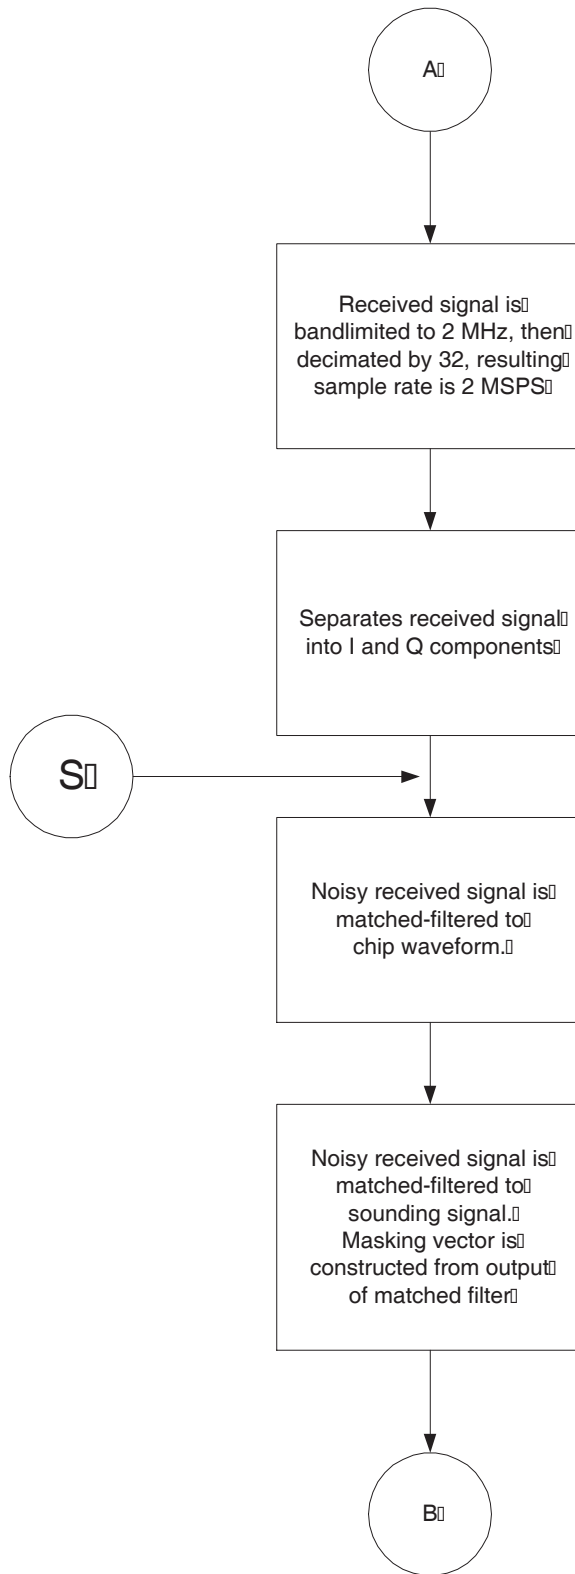 A
Received signal is
bandlimited to 2 MHz, then
decimated by 32, resulting
sample rate is 2 MSPS
Separates received signal
into I and Q components
S
Noisy received signal is
matched-filtered to
chip waveform.
Noisy received signal is
matched-filtered to
sounding signal.
Masking vector is
constructed from output
of matched filter
B